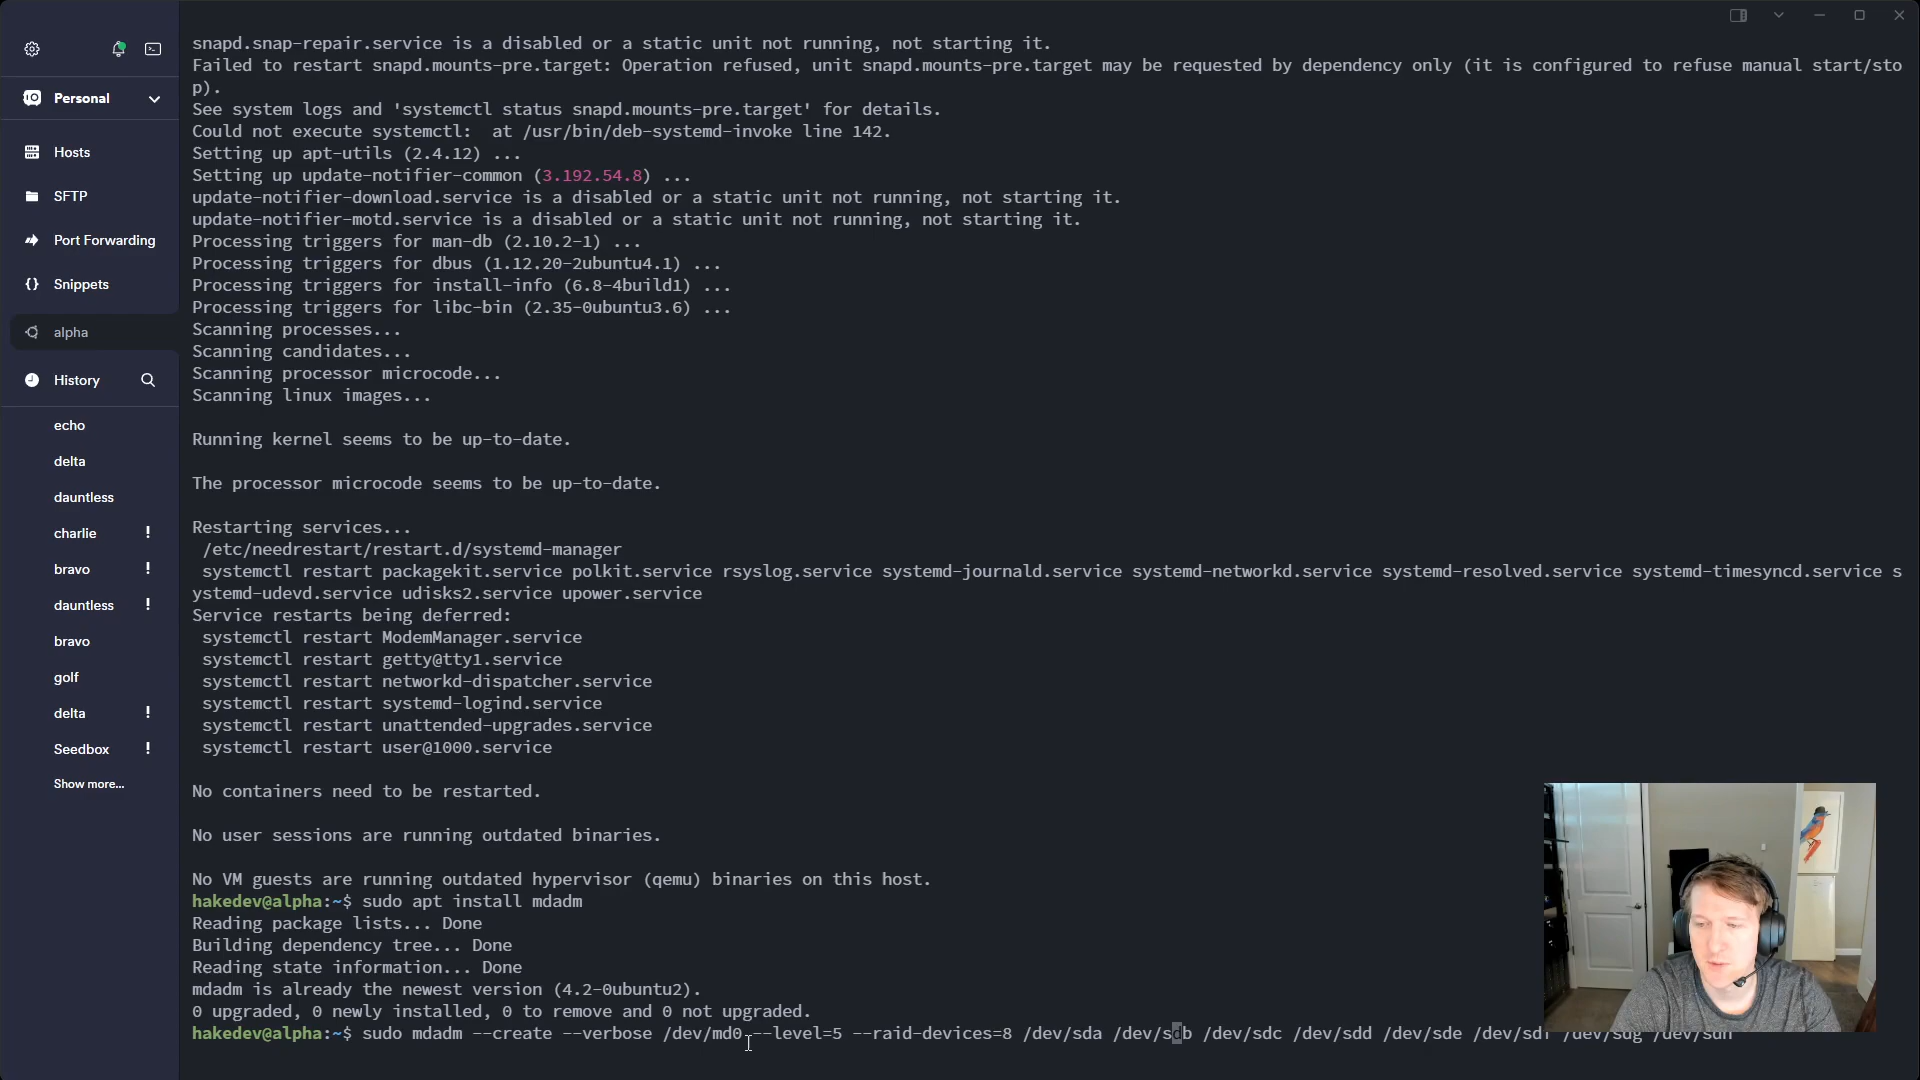 Personal
Hosts
SFTP
Port Forwarding
Snippets
alpha
History
echo
delta
dauntless
charlie !
bravo !
dauntless !
bravo
golf
delta !
Seedbox !
Show more...
snapd.snap-repair.service is a disabled or a static unit not running, not starting it.
Failed to restart snapd.mounts-pre.target: Operation refused, unit snapd.mounts-pre.target may be requested by dependency only (it is configured to refuse manual start/sto
p).
See system logs and 'systemctl status snapd.mounts-pre.target' for details.
Could not execute systemctl:  at /usr/bin/deb-systemd-invoke line 142.
Setting up apt-utils (2.4.12) ...
Setting up update-notifier-common (3.192.54.8) ...
update-notifier-download.service is a disabled or a static unit not running, not starting it.
update-notifier-motd.service is a disabled or a static unit not running, not starting it.
Processing triggers for man-db (2.10.2-1) ...
Processing triggers for dbus (1.12.20-2ubuntu4.1) ...
Processing triggers for install-info (6.8-4build1) ...
Processing triggers for libc-bin (2.35-0ubuntu3.6) ...
Scanning processes...
Scanning candidates...
Scanning processor microcode...
Scanning linux images...
Running kernel seems to be up-to-date.
The processor microcode seems to be up-to-date.
Restarting services...
/etc/needrestart/restart.d/systemd-manager
systemctl restart packagekit.service polkit.service rsyslog.service systemd-journald.service systemd-networkd.service systemd-resolved.service systemd-timesyncd.service s
ystemd-udevd.service udisks2.service upower.service
Service restarts being deferred:
systemctl restart ModemManager.service
systemctl restart getty@tty1.service
systemctl restart networkd-dispatcher.service
systemctl restart systemd-logind.service
systemctl restart unattended-upgrades.service
systemctl restart user@1000.service
No containers need to be restarted.
No user sessions are running outdated binaries.
No VM guests are running outdated hypervisor (qemu) binaries on this host.
hakedev@alpha:~$ sudo apt install mdadm
Reading package lists... Done
Building dependency tree... Done
Reading state information... Done
mdadm is already the newest version (4.2-0ubuntu2).
0 upgraded, 0 newly installed, 0 to remove and 0 not upgraded.
hakedev@alpha:~$ sudo mdadm --create --verbose /dev/md0 --level=5 --raid-devices=8 /dev/sda /dev/sdb /dev/sdc /dev/sdd /dev/sde /dev/sdf /dev/sdg /dev/sdh